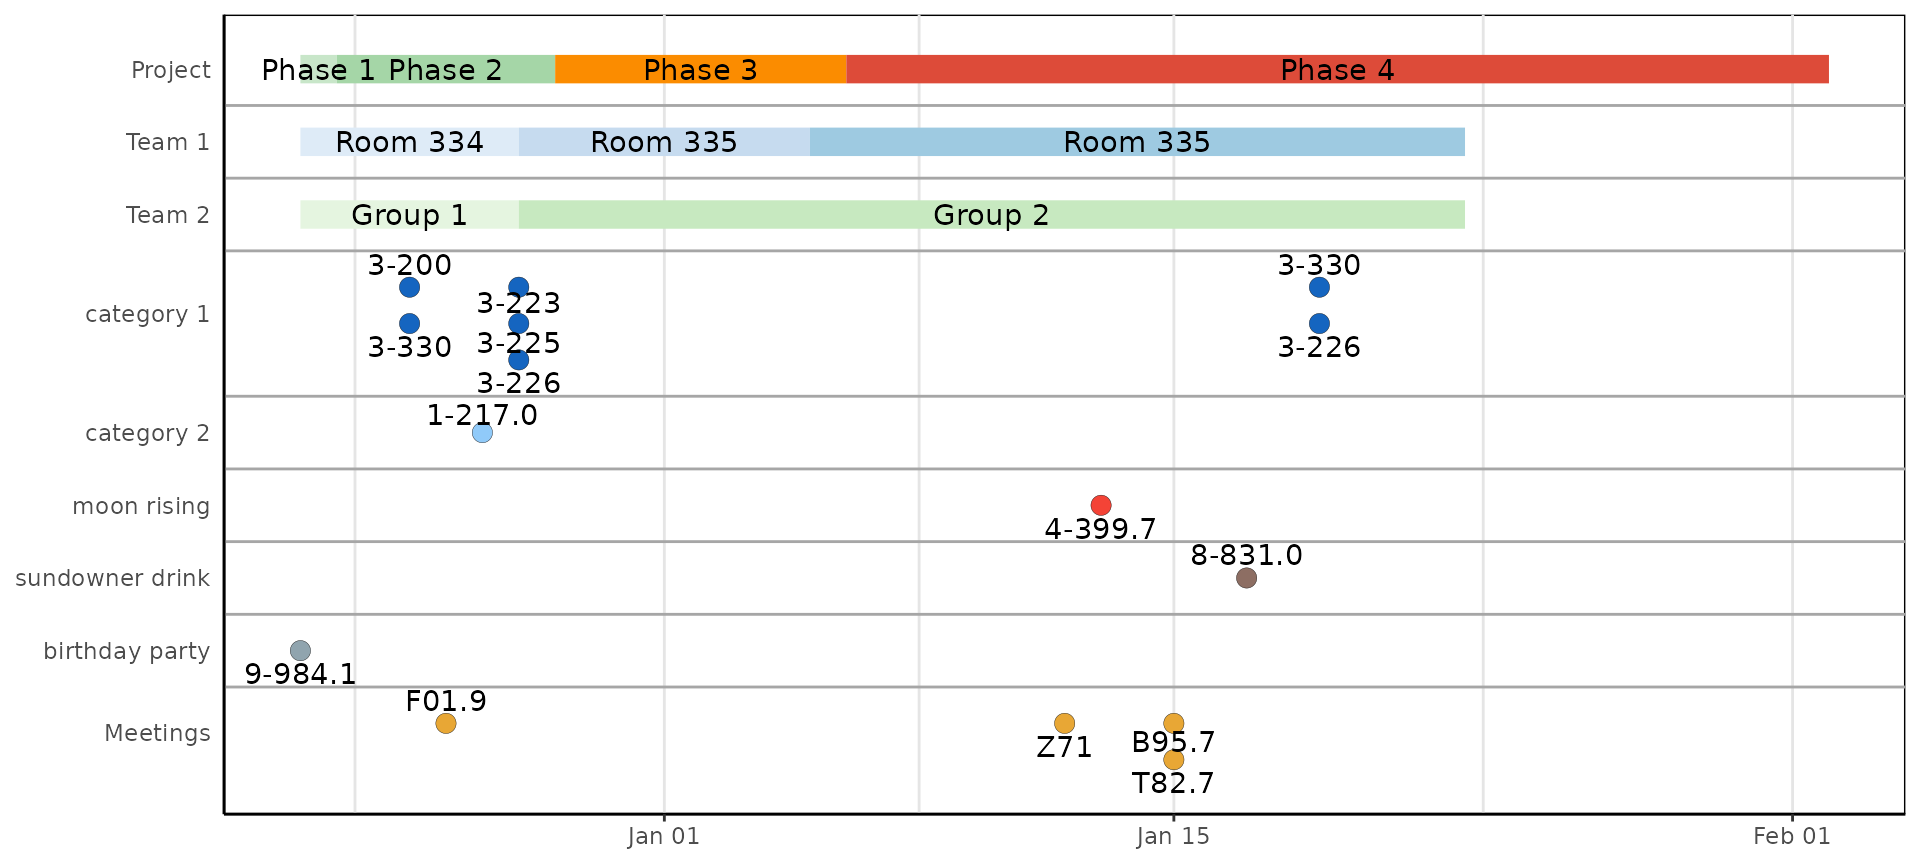 Project
Phase 1
Phase 2
Phase 3
Phase 4
Team 1
Room 334
Room 335
Room 335
Team 2
Group 1
Group 2
category 1
3-200
3-330
3-223
3-225
3-226
3-330
3-226
category 2
1-217.0
moon rising
4-399.7
sundowner drink
8-831.0
birthday party
9-984.1
Meetings
F01.9
Z71
B95.7
T82.7
Jan 01
Jan 15
Feb 01